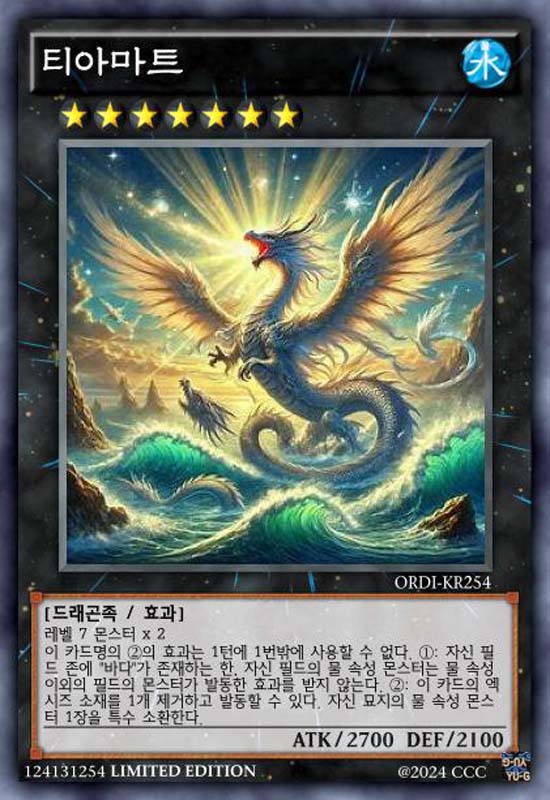 티아마트
水
ORDI-KR254
[드래곤족 / 효과]
레벨 7 몬스터 x 2
이 카드명의 ②의 효과는 1턴에 1번밖에 사용할 수 없다. ①: 자신 필
드 존에 "바다"가 존재하는 한. 자신 필드의 물 속성 몬스터는 물 속성
이외의 필드의 몬스터가 발동한 효과를 받지 않는다. ②: 이 카드의 엑
시즈 소재를 1개 제거하고 발동할 수 있다. 자신 묘지의 물 속성 몬스
터 1장을 특수 소환한다.
ATK/2700 DEF/2100
124131254 LIMITED EDITION
@2024 CCC
YU-G